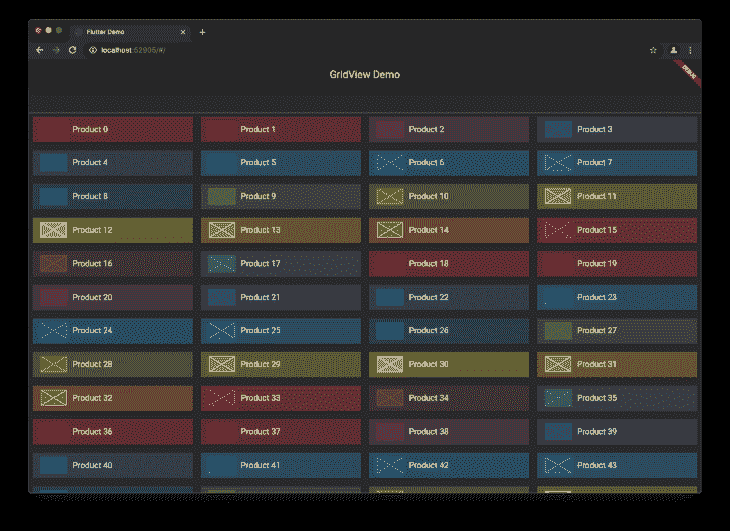 Flutter Demo
localhost:52905/#/
GridView Demo
DEBUG
Product 0 Product 1 Product 2 Product 3
Product 4 Product 5 Product 6 Product 7
Product 8 Product 9 Product 10 Product 11
Product 12 Product 13 Product 14 Product 15
Product 16 Product 17 Product 18 Product 19
Product 20 Product 21 Product 22 Product 23
Product 24 Product 25 Product 26 Product 27
Product 28 Product 29 Product 30 Product 31
Product 32 Product 33 Product 34 Product 35
Product 36 Product 37 Product 38 Product 39
Product 40 Product 41 Product 42 Product 43